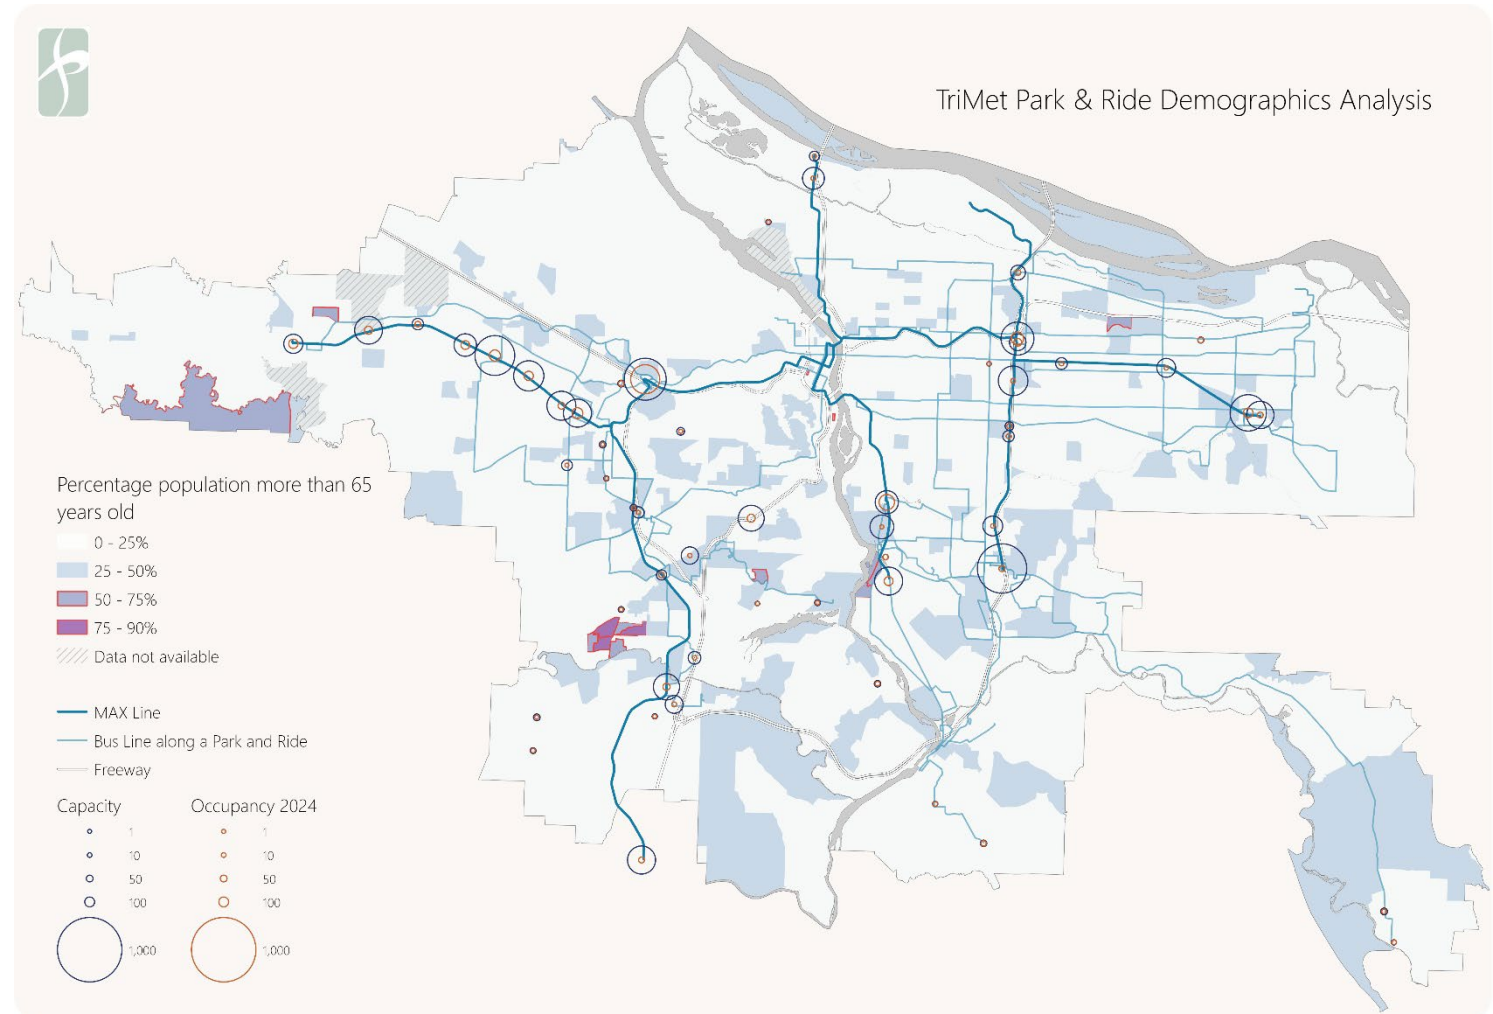 TriMet Park & Ride Demographics Analysis
Percentage population more than 65
years old
0 - 25%
25 - 50%
50 - 75%
75 - 90%
Data not available
MAX Line
Bus Line along a Park and Ride
Freeway
Capacity
Occupancy 2024
1
1
10
10
50
50
100
100
1,000
1,000